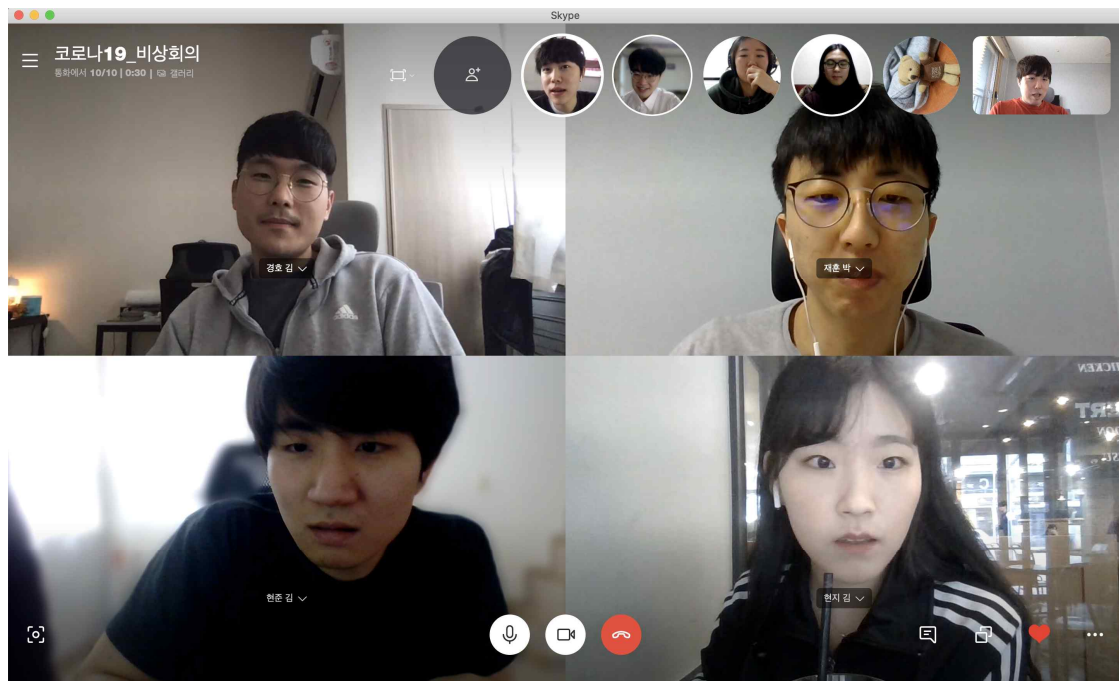 Skype
코로나19_비상회의
통화에서 10/10 | 0:30 | 갤러리
경호 김
adidas
재훈 박
현준 김
현지 김